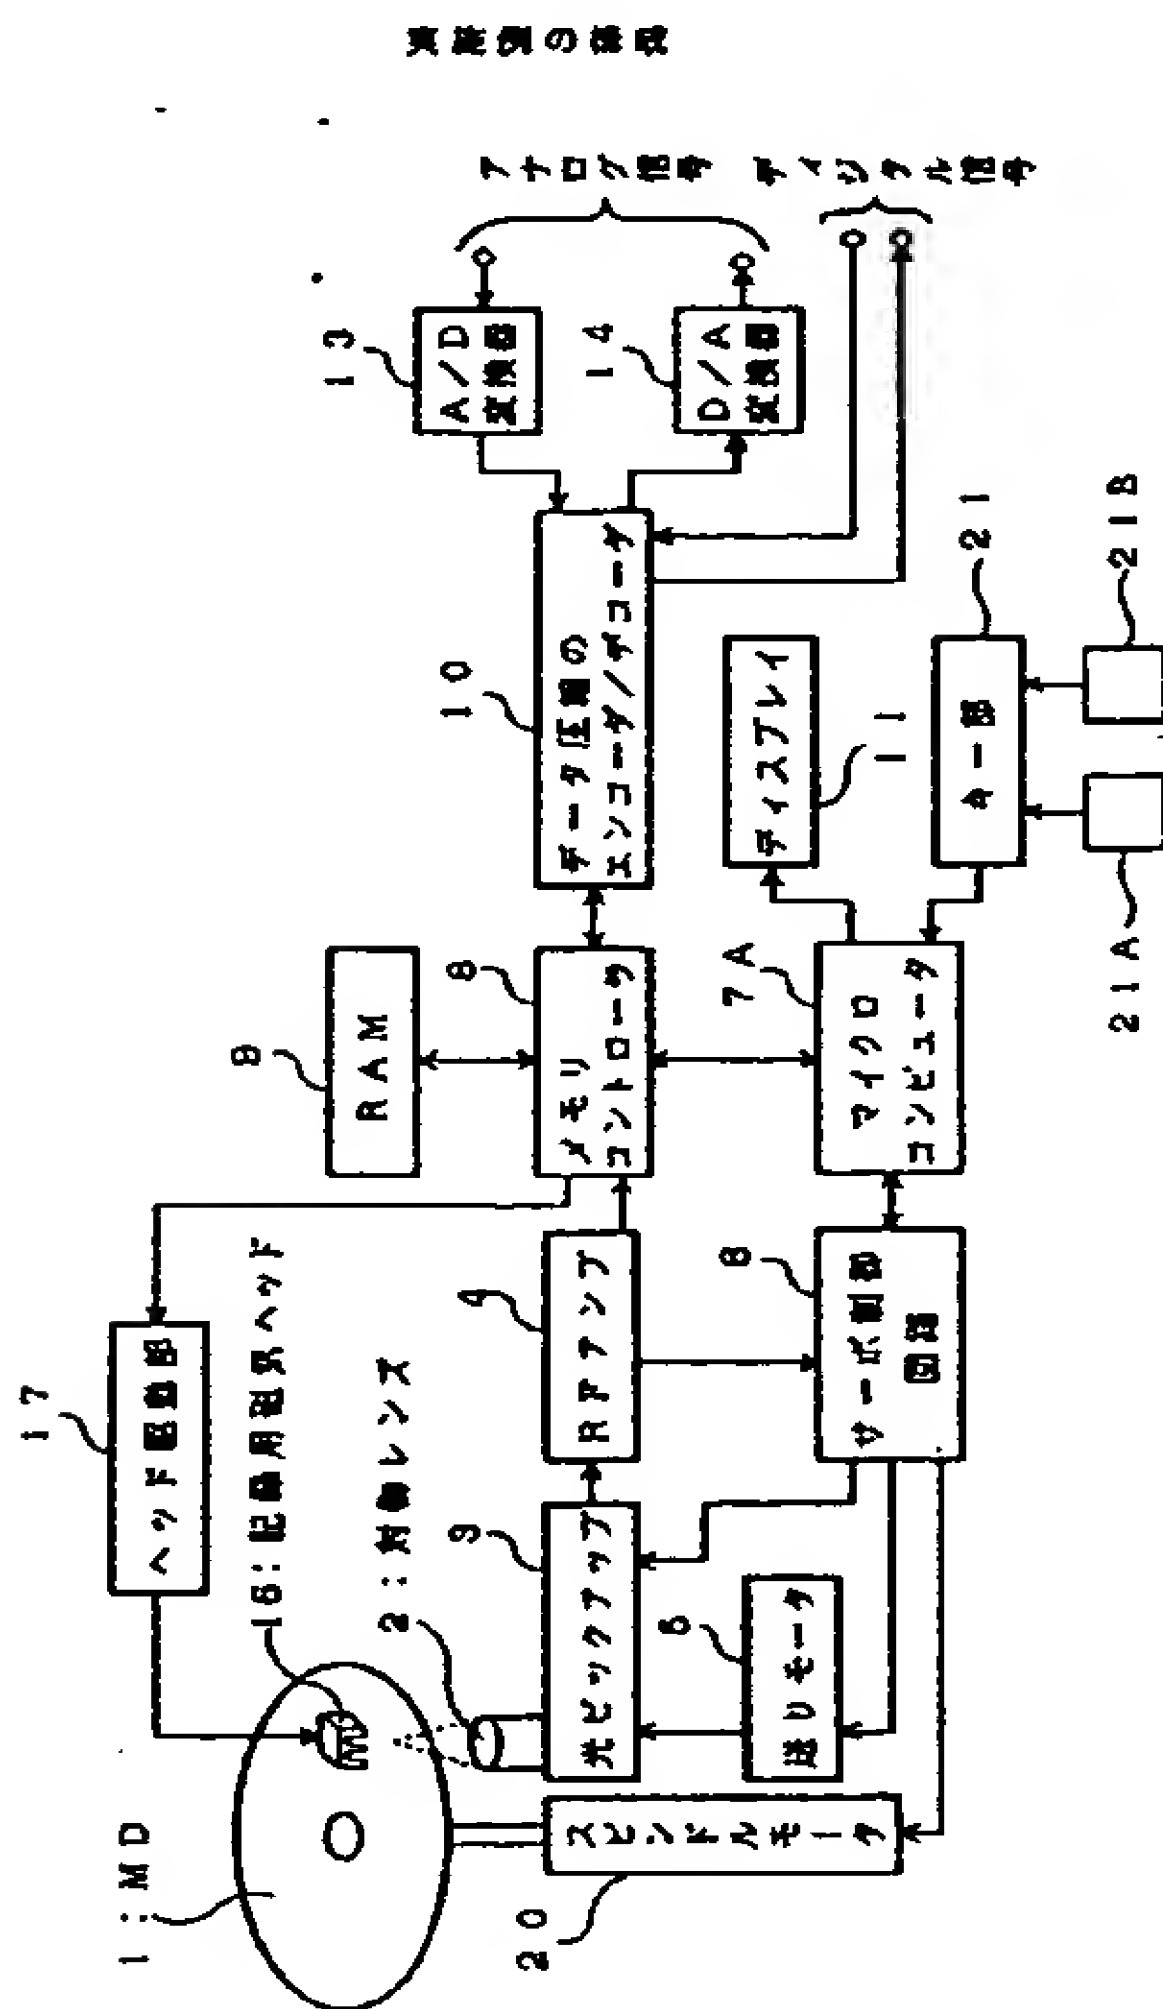 実施例の構成
アナログ信号
ディジタル信号
13
A/D
変換器
14
D/A
変換器
10
データ圧縮の
エンコーダ/デコーダ
ディスプレイ
11
キー部
21
21A
21B
9
RAM
8
メモリ
コントローラ
7A
マイクロ
コンピュータ
17
ヘッド駆動部
16:記録用磁気ヘッド
2:対物レンズ
4
RFアンプ
6
サーボ制御
回路
3
光ピックアップ
5
送りモータ
1:MD
20
スピンドルモータ